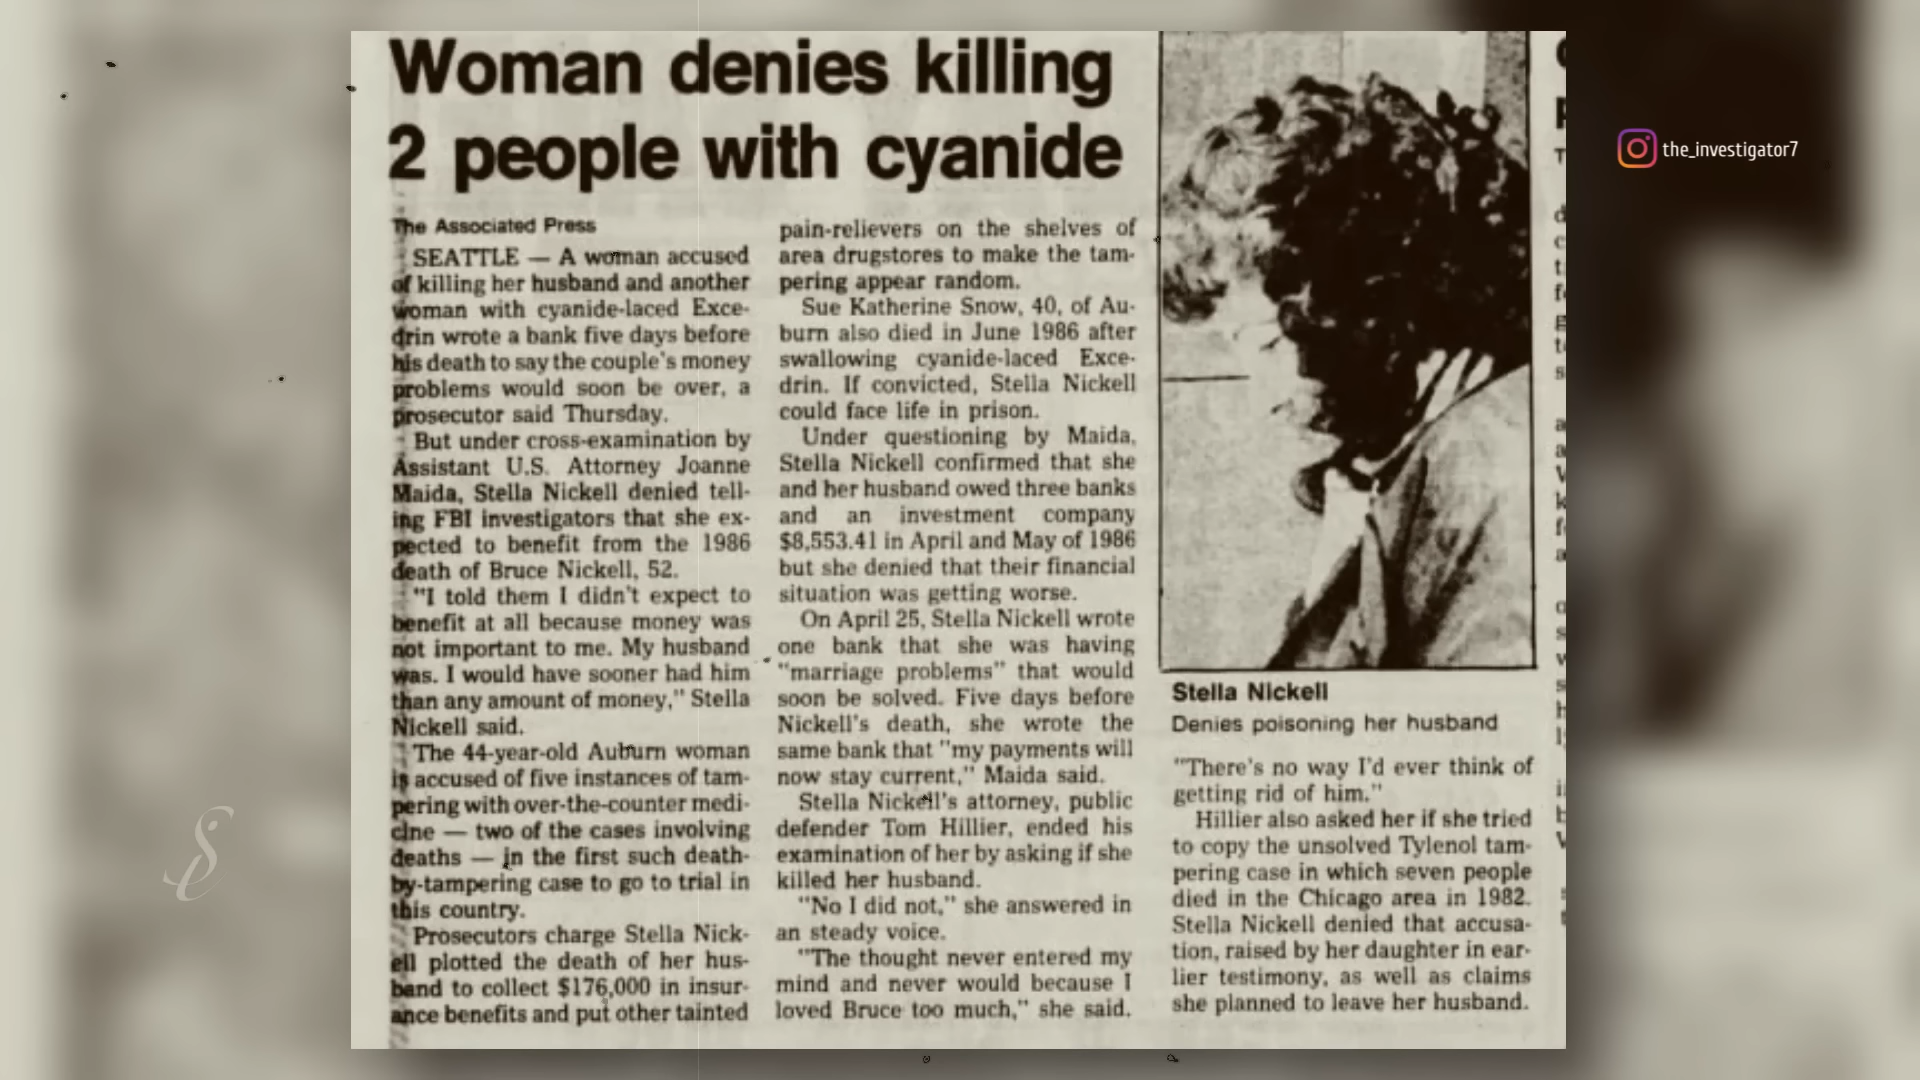 Woman denies killing
2 people with cyanide
The Associated Press
SEATTLE — A woman accused
of killing her husband and another
woman with cyanide-laced Exce-
drin wrote a bank five days before
his death to say the couple's money
problems would soon be over, a
prosecutor said Thursday.
But under cross-examination by
Assistant U.S. Attorney Joanne
Maida, Stella Nickell denied tell-
ing FBI investigators that she ex-
pected to benefit from the 1986
death of Bruce Nickell, 52.
"I told them I didn't expect to
benefit at all because money was
not important to me. My husband
was. I would have sooner had him
than any amount of money," Stella
Nickell said.
The 44-year-old Auburn woman
is accused of five instances of tam-
pering with over-the-counter medi-
cine — two of the cases involving
deaths — in the first such death-
by-tampering case to go to trial in
this country.
Prosecutors charge Stella Nick-
ell plotted the death of her hus-
band to collect $176,000 in insur-
ance benefits and put other tainted
pain-relievers on the shelves of
area drugstores to make the tam-
pering appear random.
Sue Katherine Snow, 40, of Au-
burn also died in June 1986 after
swallowing cyanide-laced Exce-
drin. If convicted, Stella Nickell
could face life in prison.
Under questioning by Maida,
Stella Nickell confirmed that she
and her husband owed three banks
and an investment company
$8,553.41 in April and May of 1986
but she denied that their financial
situation was getting worse.
On April 25, Stella Nickell wrote
one bank that she was having
"marriage problems" that would
soon be solved. Five days before
Nickell's death, she wrote the
same bank that "my payments will
now stay current," Maida said.
Stella Nickell's attorney, public
defender Tom Hillier, ended his
examination of her by asking if she
killed her husband.
"No I did not," she answered in
an steady voice.
"The thought never entered my
mind and never would because I
loved Bruce too much," she said.
Stella Nickell
Denies poisoning her husband
"There's no way I'd ever think of
getting rid of him."
Hillier also asked her if she tried
to copy the unsolved Tylenol tam-
pering case in which seven people
died in the Chicago area in 1982.
Stella Nickell denied that accusa-
tion, raised by her daughter in ear-
lier testimony, as well as claims
she planned to leave her husband.
the_investigator7